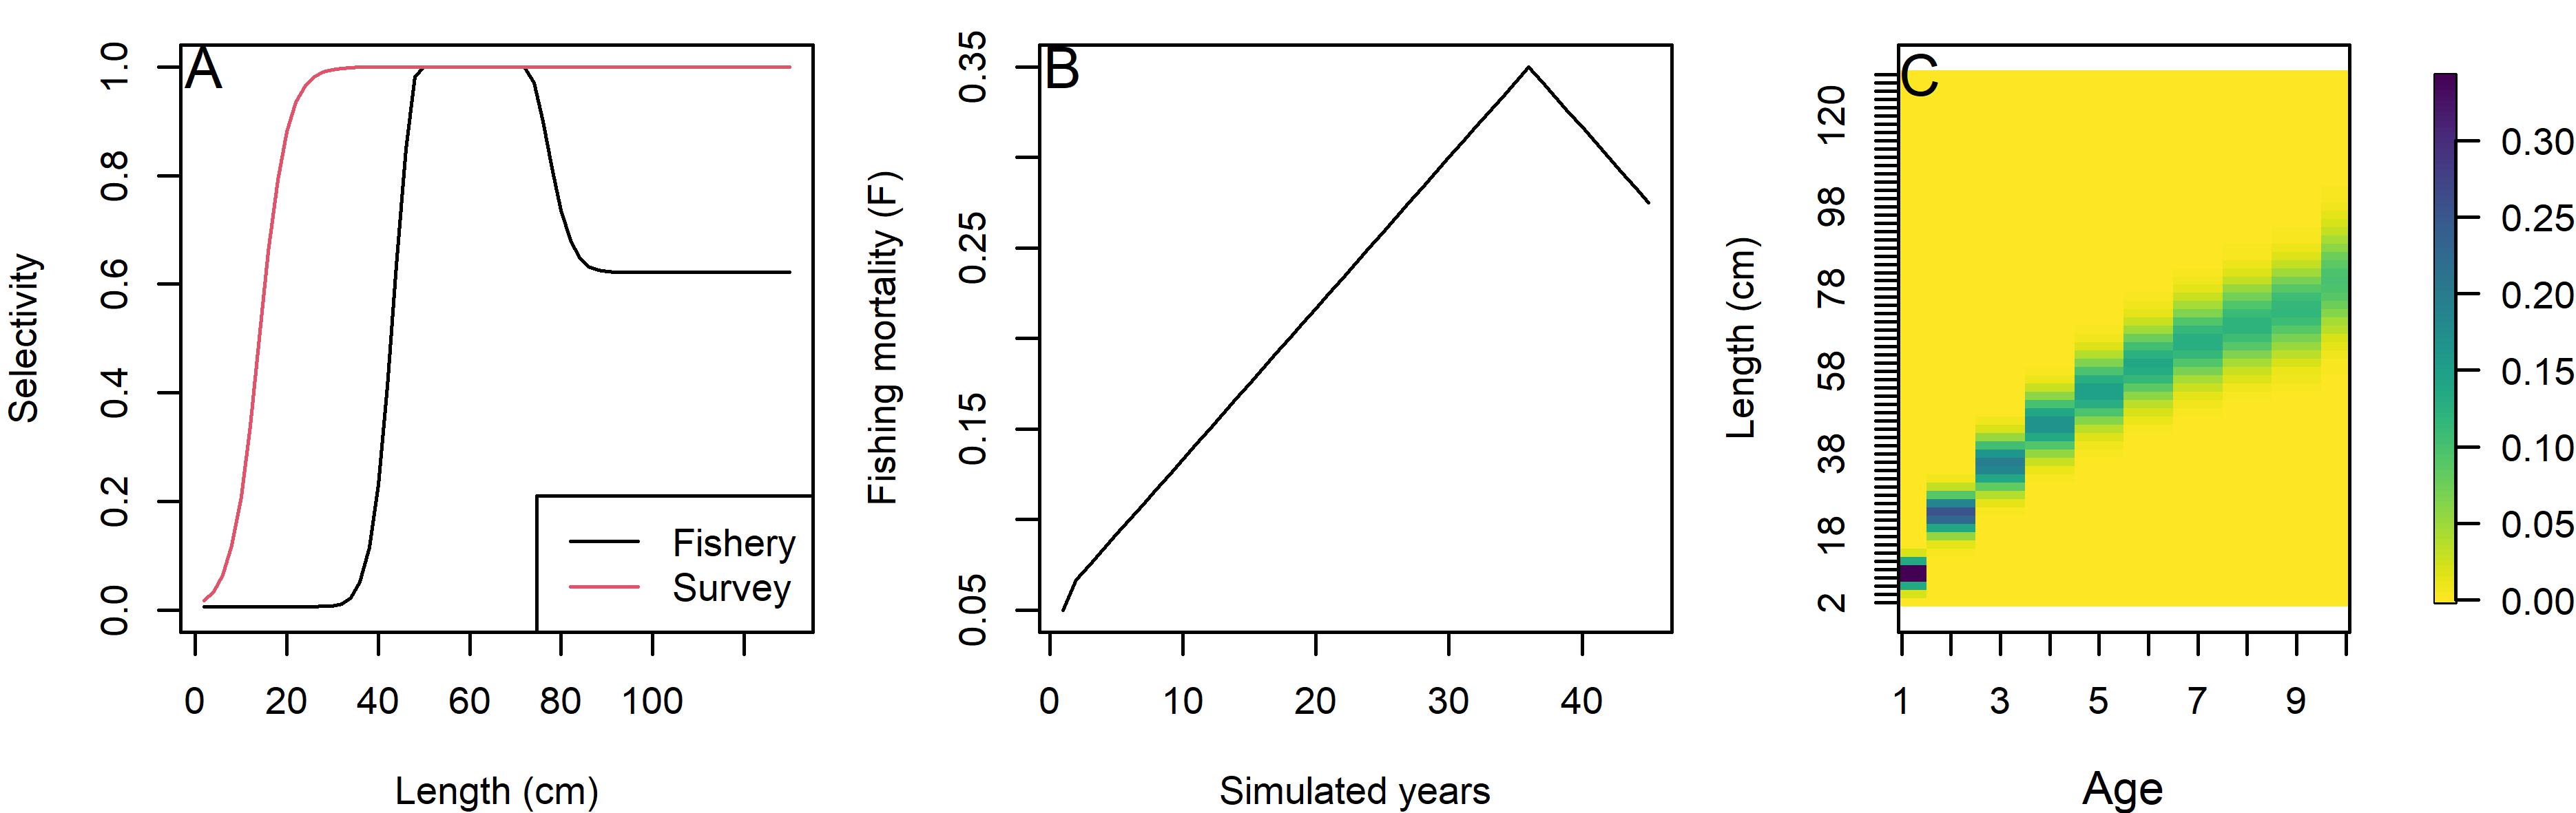 A
Selectivity
1.0
0.8
0.6
0.4
0.2
0.0
Fishery
Survey
0 20 40 60 80 100
Length (cm)
B
Fishing mortality (F)
0.35
0.25
0.15
0.05
0 10 20 30 40
Simulated years
C
Length (cm)
120
98
78
58
38
18
2
1 3 5 7 9
Age
0.30
0.25
0.20
0.15
0.10
0.05
0.00